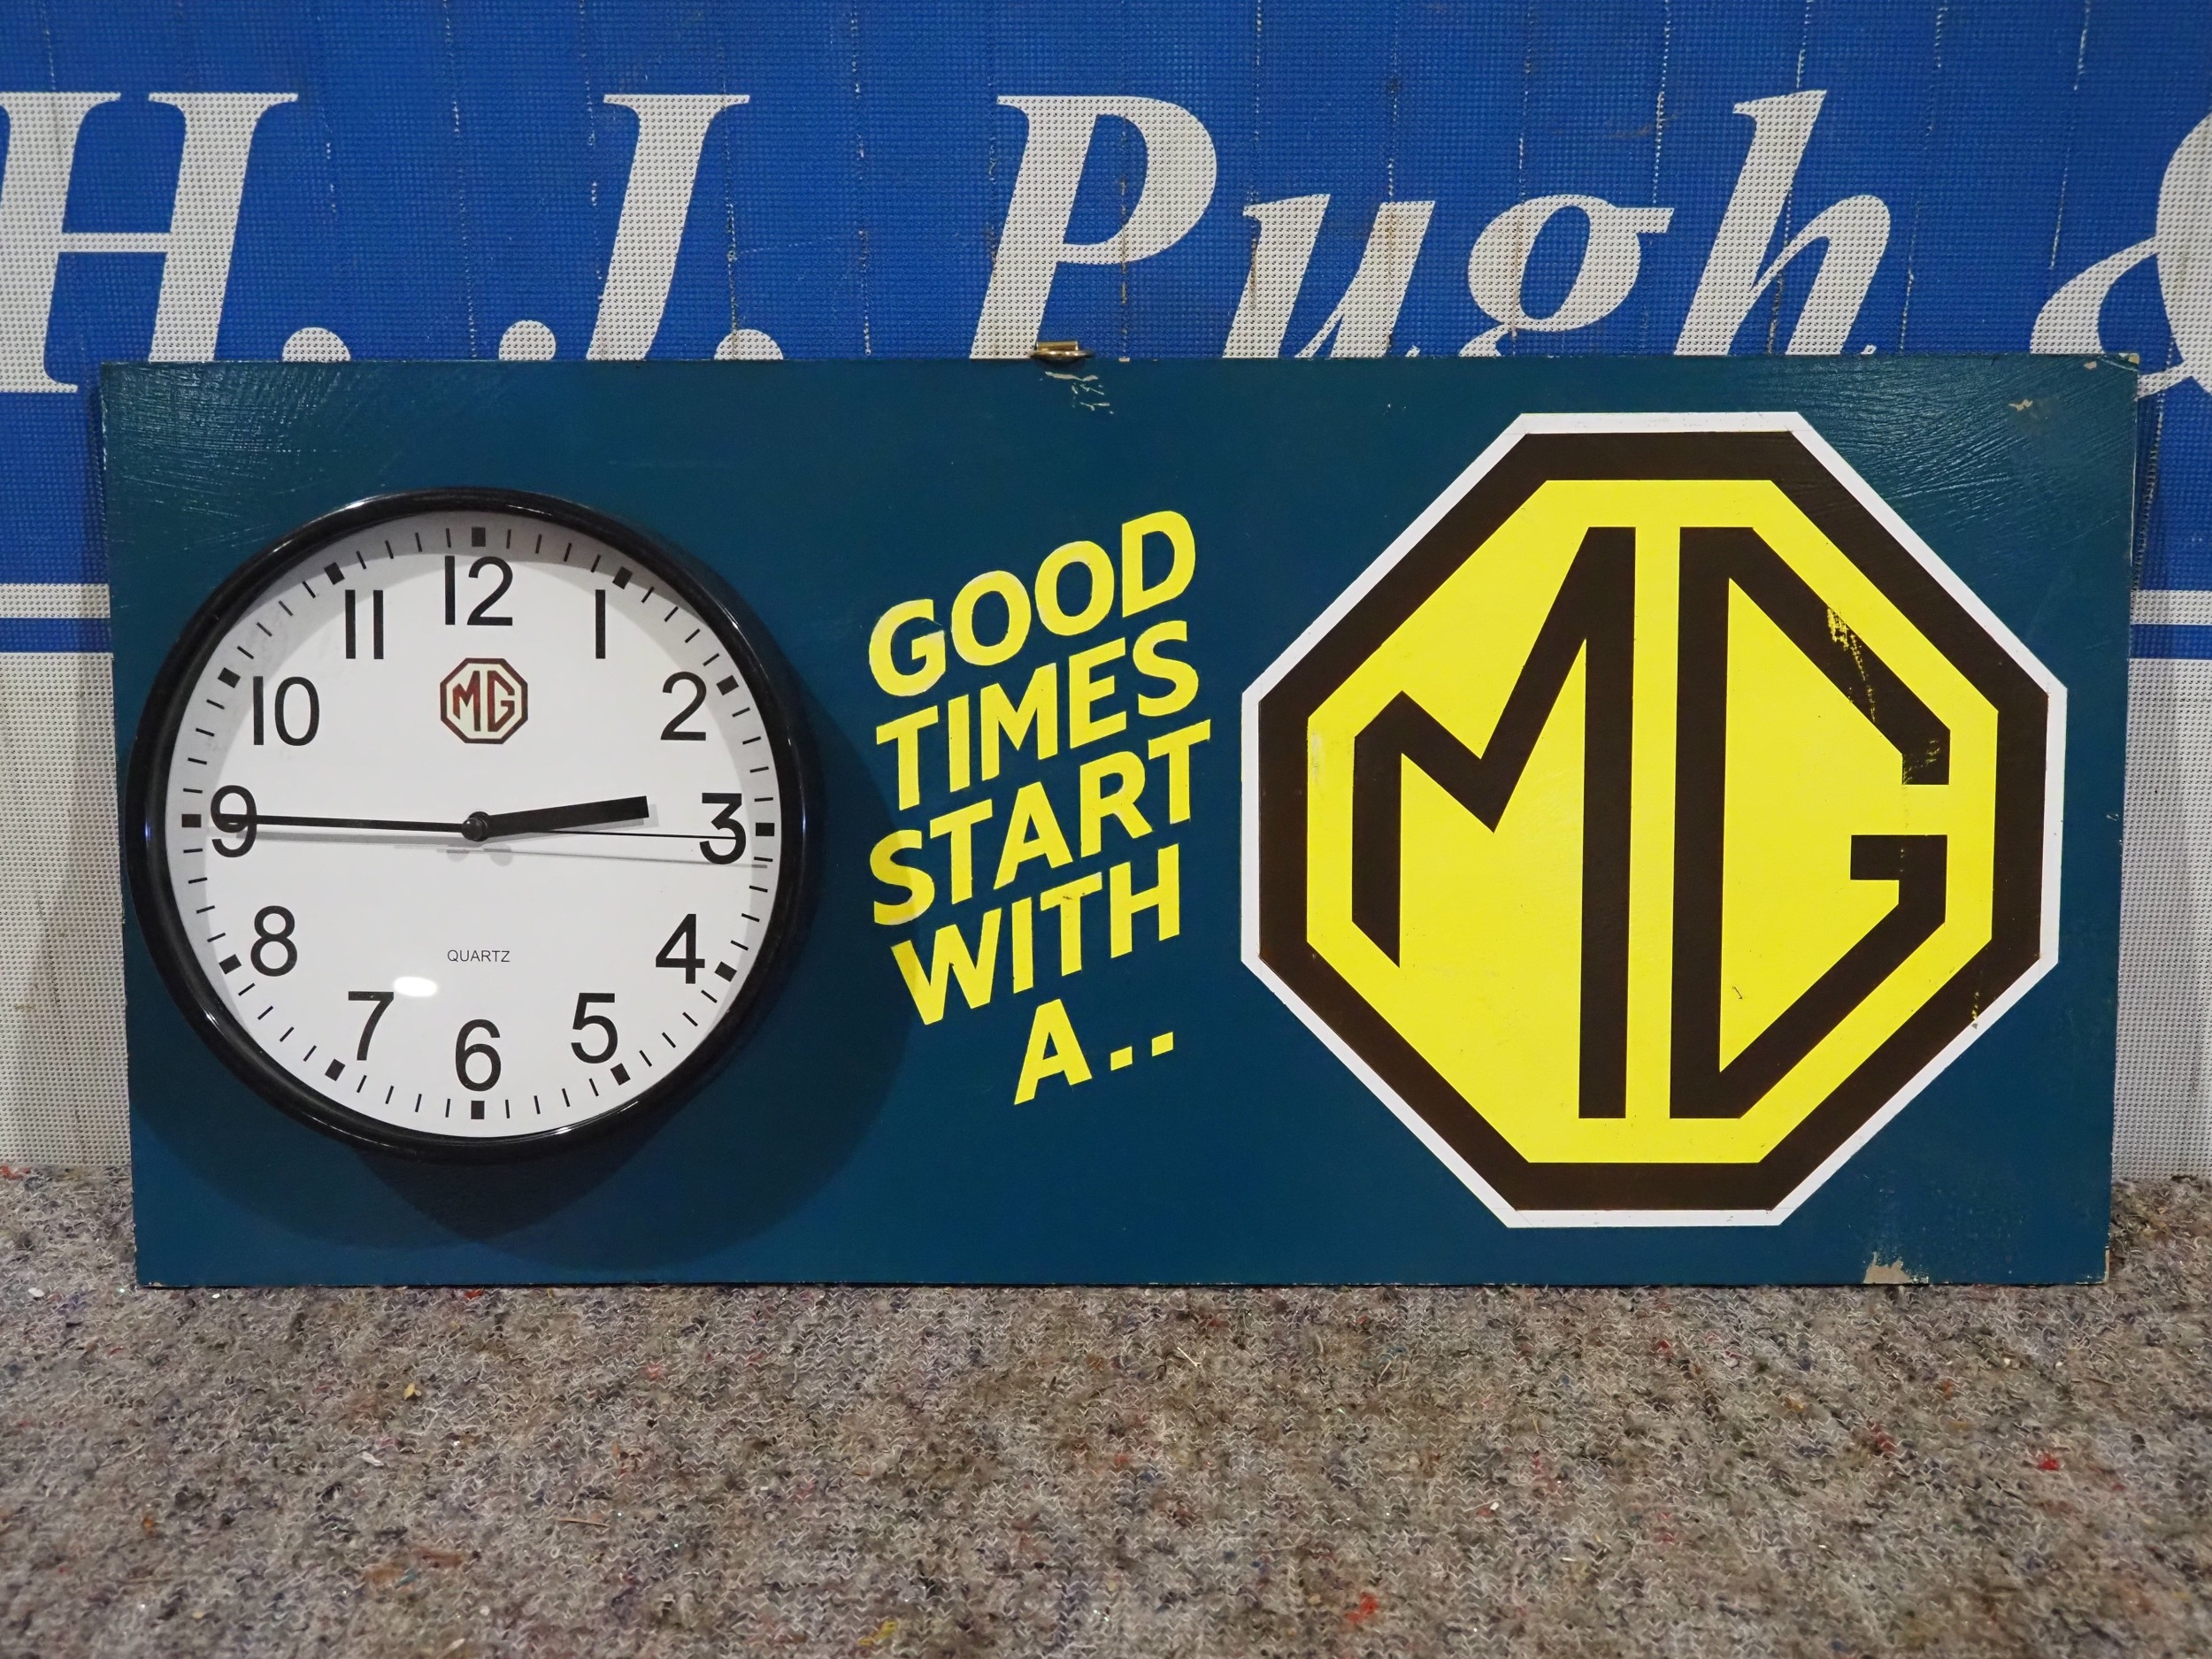 H. J. Pugh &
12
11 1
MG
10 2
9 3
8 4
QUARTZ
7 5
6
GOOD
TIMES
START
WITH
A..
MG